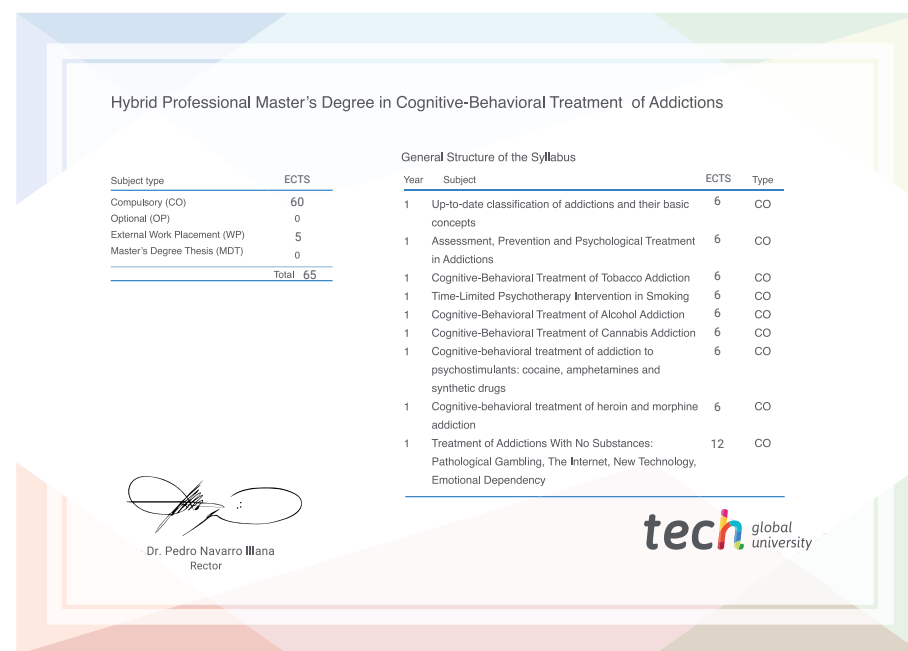 Hybrid Professional Master's Degree in Cognitive-Behavioral Treatment of Addictions
Subject type ECTS
Compulsory (CO) 60
Optional (OP) 0
External Work Placement (WP) 5
Master's Degree Thesis (MDT) 0
Total 65
General Structure of the Syllabus
Year Subject ECTS Type
1 Up-to-date classification of addictions and their basic 6 CO
concepts
1 Assessment, Prevention and Psychological Treatment 6 CO
in Addictions
1 Cognitive-Behavioral Treatment of Tobacco Addiction 6 CO
1 Time-Limited Psychotherapy Intervention in Smoking 6 CO
1 Cognitive-Behavioral Treatment of Alcohol Addiction 6 CO
1 Cognitive-Behavioral Treatment of Cannabis Addiction 6 CO
1 Cognitive-behavioral treatment of addiction to 6 CO
psychostimulants: cocaine, amphetamines and
synthetic drugs
1 Cognitive-behavioral treatment of heroin and morphine 6 CO
addiction
1 Treatment of Addictions With No Substances: 12 CO
Pathological Gambling, The Internet, New Technology,
Emotional Dependency
Dr. Pedro Navarro Illana
Rector
tech global
university